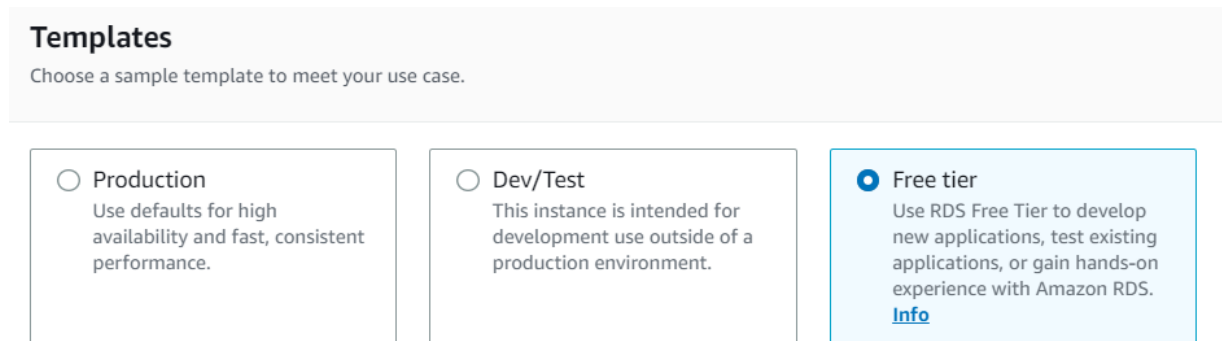 Templates
Choose a sample template to meet your use case.
Production
Use defaults for high
availability and fast, consistent
performance.
Dev/Test
This instance is intended for
development use outside of a
production environment.
Free tier
Use RDS Free Tier to develop
new applications, test existing
applications, or gain hands-on
experience with Amazon RDS.
Info